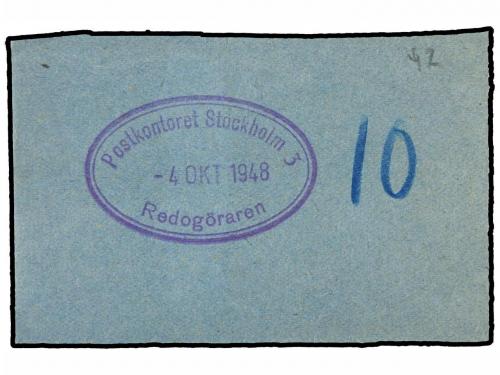 42
Postkontoret Stockholm 3
- 4 OKT 1948
10
Redogöraren